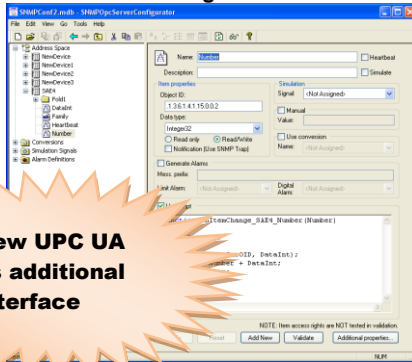 SNMPConf2.mdb - SNMPOpcServerConfigurator
File Edit View Go Tools Help
Address Space
NewDevice
NewDevice1
NewDevice2
NewDevice3
SAE4
Fold1
DataInt
Family
Heartbeat
Number
Conversions
Simulation Signals
Alarm Definitions
Name: Number
Heartbeat
Description:
Simulate
Item properties
Object ID:
.1.3.6.1.4.1.15.0.0.2
Data type:
Integer32
Read only Read/Write
Notification (Use SNMP Trap)
Simulation
Signal: <Not Assigned>
Manual
Value:
Use conversion
Name: <Not Assigned>
Generate Alarms
Mess. prefix:
Limit Alarm: <Not Assigned>
Digital Alarm: <Not Assigned>
ItemChange_SAE4_Number(Number)
OID, DataInt);
+ DataInt;
ew UPC UA
s additional
terface
NOTE: Item access rights are NOT tested in validation.
Reset Add New Validate Additional properties...
NUM